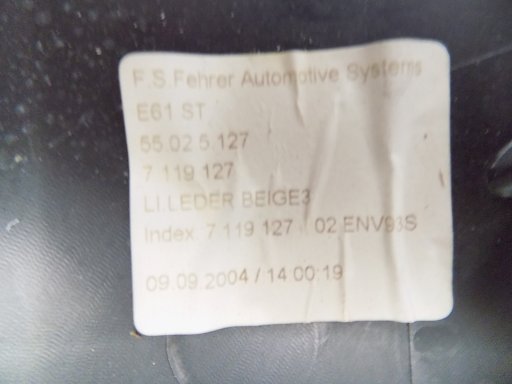 F.S.Fehrer Automotive Systems
E61 ST
55.02.5.127
7 119 127
LI.LEDER BEIGE3
Index 7 119 127 / 02 ENV93S
09.09.2004 / 14:00:19